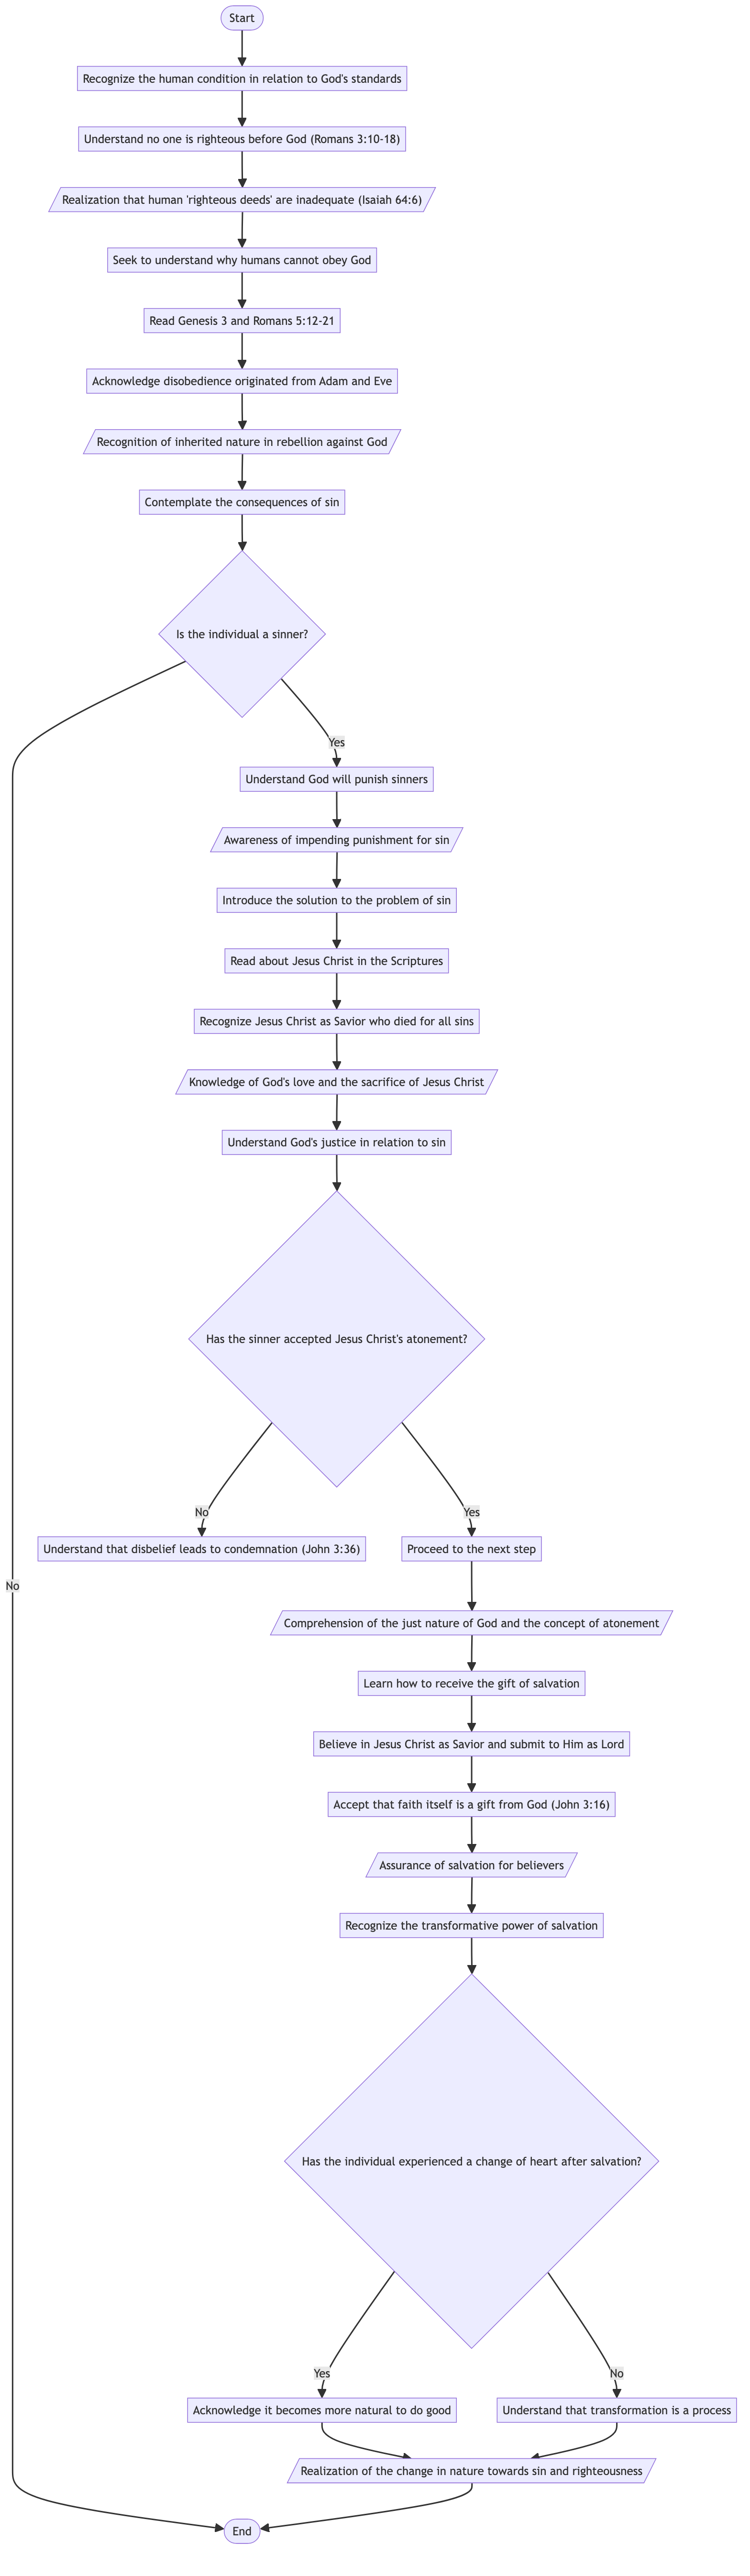 Start
Recognize the human condition in relation to God's standards
Understand no one is righteous before God (Romans 3:10-18)
Realization that human 'righteous deeds' are inadequate (Isaiah 64:6)
Seek to understand why humans cannot obey God
Read Genesis 3 and Romans 5:12-21
Acknowledge disobedience originated from Adam and Eve
Recognition of inherited nature in rebellion against God
Contemplate the consequences of sin
Is the individual a sinner?
Yes
Understand God will punish sinners
Awareness of impending punishment for sin
Introduce the solution to the problem of sin
Read about Jesus Christ in the Scriptures
Recognize Jesus Christ as Savior who died for all sins
Knowledge of God's love and the sacrifice of Jesus Christ
Understand God's justice in relation to sin
Has the sinner accepted Jesus Christ's atonement?
No
Yes
Understand that disbelief leads to condemnation (John 3:36)
Proceed to the next step
No
Comprehension of the just nature of God and the concept of atonement
Learn how to receive the gift of salvation
Believe in Jesus Christ as Savior and submit to Him as Lord
Accept that faith itself is a gift from God (John 3:16)
Assurance of salvation for believers
Recognize the transformative power of salvation
Has the individual experienced a change of heart after salvation?
Yes
No
Acknowledge it becomes more natural to do good
Understand that transformation is a process
Realization of the change in nature towards sin and righteousness
End